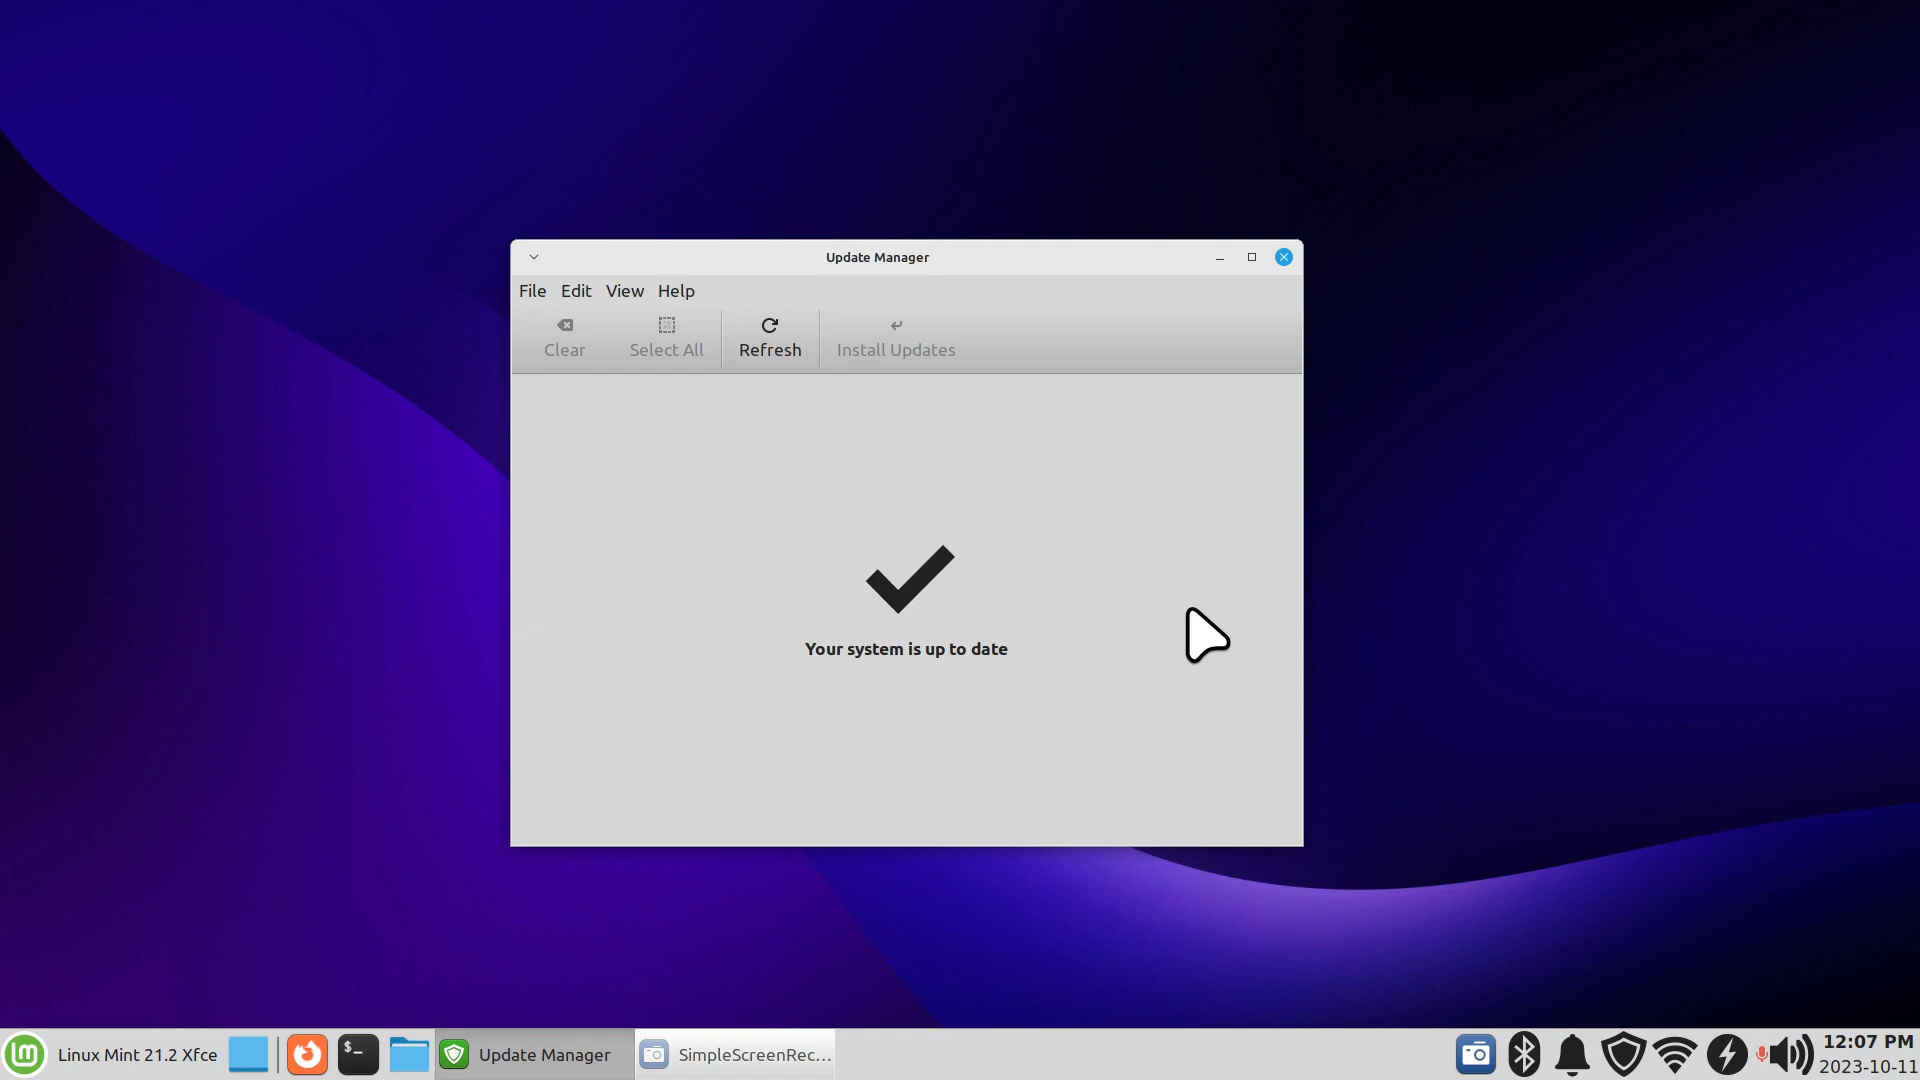 Update Manager
File Edit View Help
Clear Select All Refresh Install Updates
Your system is up to date
Linux Mint 21.2 Xfce
$_
Update Manager
SimpleScreenRec...
12:07 PM
2023-10-11